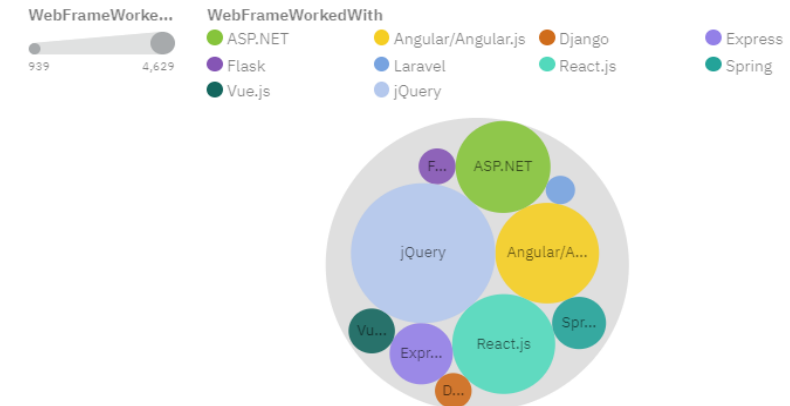 WebFrameWorke... WebFrameWorkedWith
ASP.NET Angular/Angular.js Django Express
939 4,629
Flask Laravel React.js Spring
Vue.js jQuery
F... ASP.NET
jQuery Angular/A...
Vu... Spr...
Expr... React.js
D...